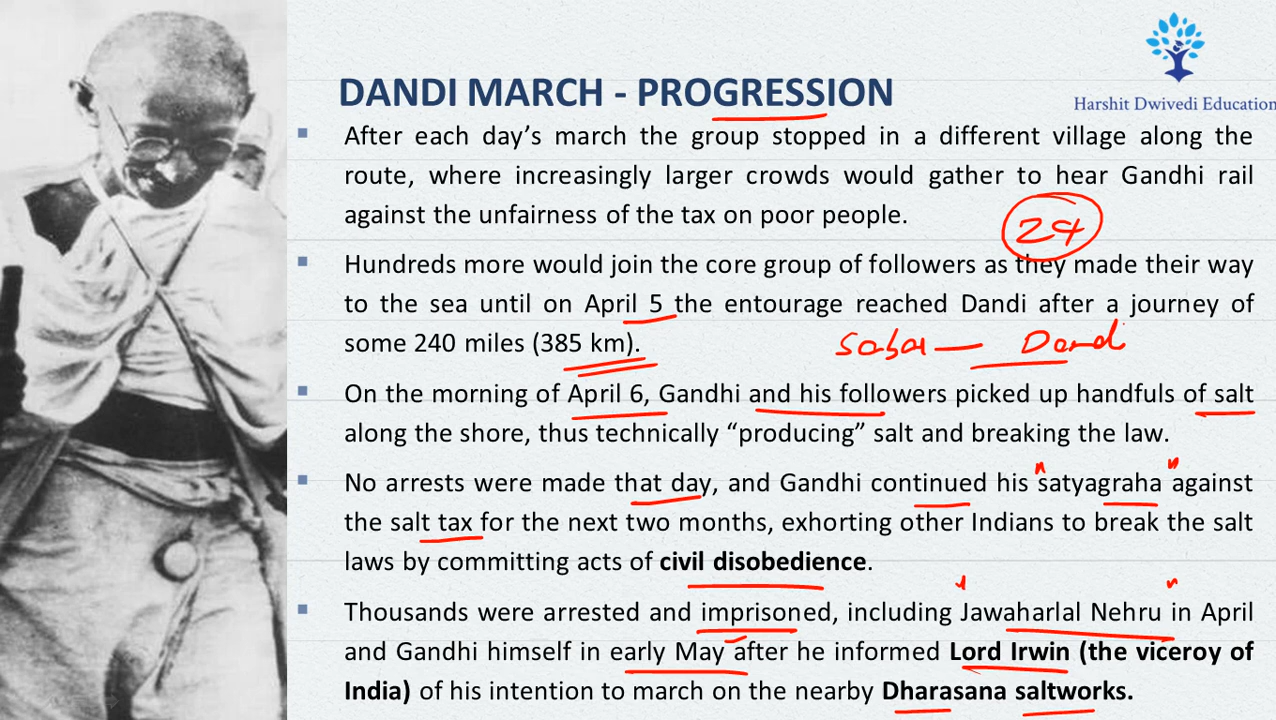 Harshit Dwivedi Education
DANDI MARCH - PROGRESSION
▪ After each day's march the group stopped in a different village along the
route, where increasingly larger crowds would gather to hear Gandhi rail
against the unfairness of the tax on poor people.
24
▪ Hundreds more would join the core group of followers as they made their way
to the sea until on April 5 the entourage reached Dandi after a journey of
some 240 miles (385 km).
Sabar — Dandi
▪ On the morning of April 6, Gandhi and his followers picked up handfuls of salt
along the shore, thus technically “producing” salt and breaking the law.
▪ No arrests were made that day, and Gandhi continued his satyagraha against
the salt tax for the next two months, exhorting other Indians to break the salt
laws by committing acts of civil disobedience.
▪ Thousands were arrested and imprisoned, including Jawaharlal Nehru in April
and Gandhi himself in early May after he informed Lord Irwin (the viceroy of
India) of his intention to march on the nearby Dharasana saltworks.